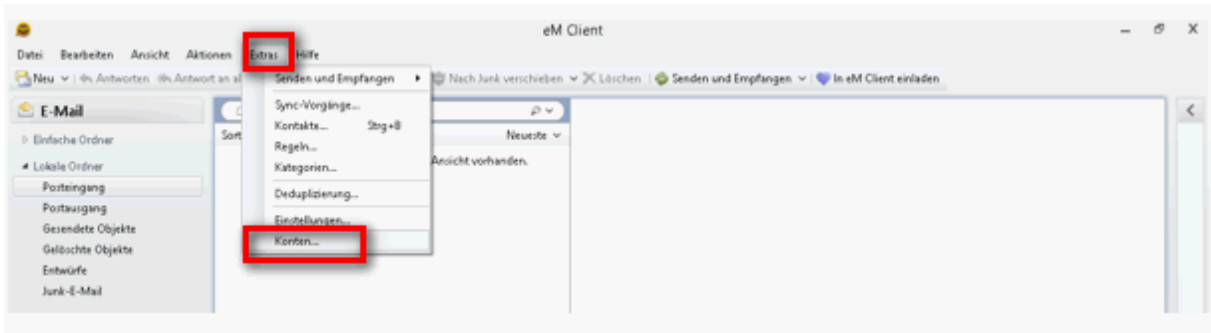 eM Client
Datei Bearbeiten Ansicht Aktionen Extras Hilfe
Neu Antworten Antwort an al Nach Junk verschieben Löschen Senden und Empfangen In eM Client einladen
E-Mail
Einfache Ordner
Lokale Ordner
Posteingang
Postausgang
Gesendete Objekte
Gelöschte Objekte
Entwürfe
Junk-E-Mail
Sort
Neueste
Ansicht vorhanden.
Senden und Empfangen
Sync-Vorgänge...
Kontakte... Strg+B
Regeln...
Kategorien...
Deduplizierung...
Einstellungen...
Konten...